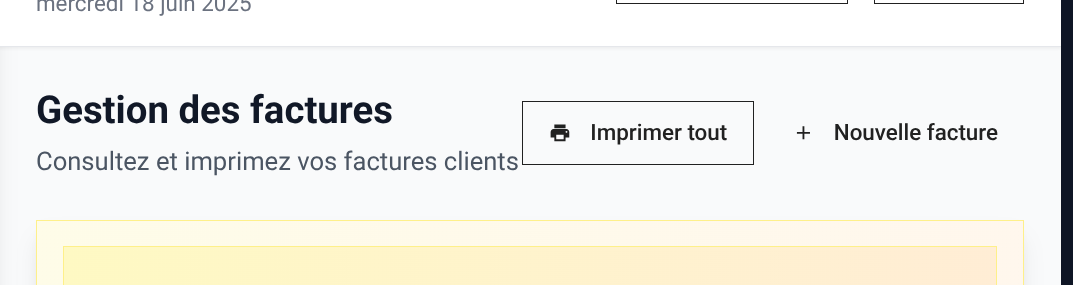 mercredi 18 juin 2025
Gestion des factures
Consultez et imprimez vos factures clients
Imprimer tout
+ Nouvelle facture